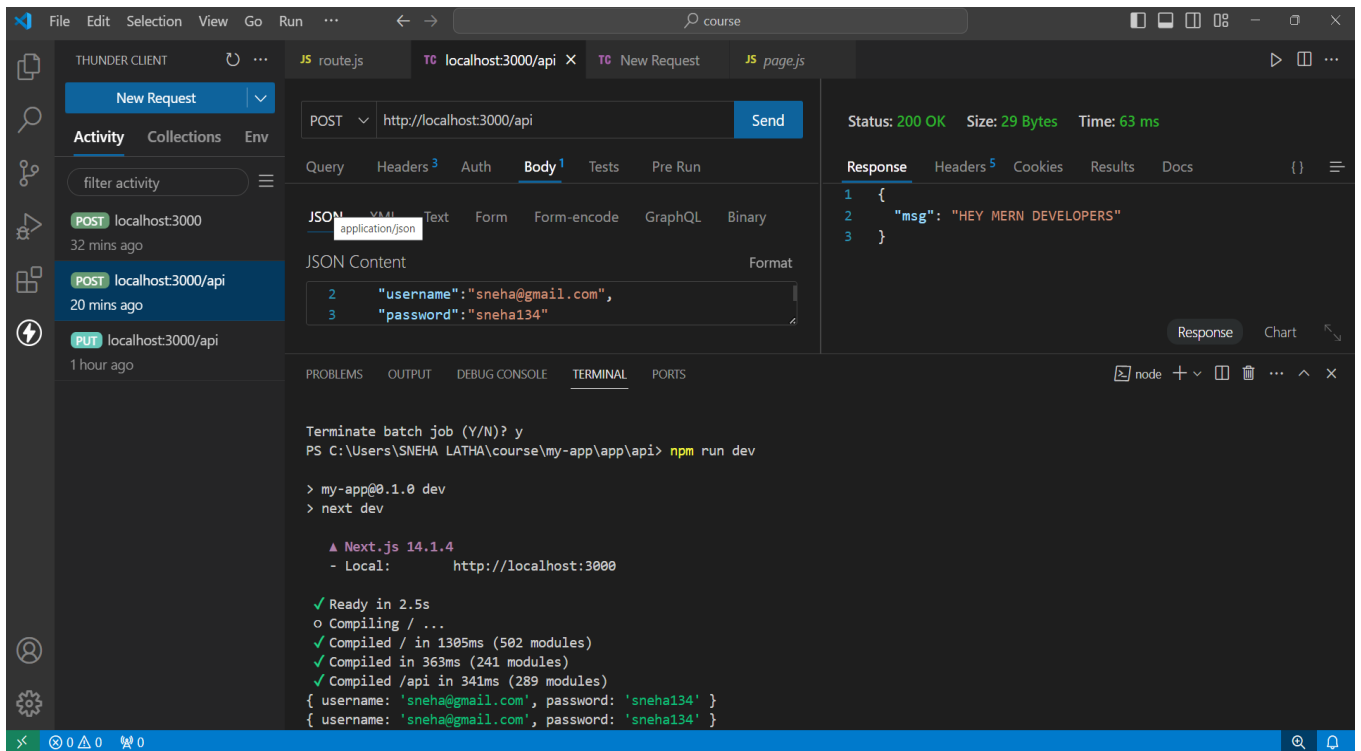 File Edit Selection View Go Run ··· course
THUNDER CLIENT ···
JS route.js TC localhost:3000/api TC New Request JS page.js ···
New Request
Activity Collections Env
filter activity
POST localhost:3000
32 mins ago
POST localhost:3000/api
20 mins ago
PUT localhost:3000/api
1 hour ago
POST http://localhost:3000/api Send
Query Headers 3 Auth Body 1 Tests Pre Run
JSON XML Text Form Form-encode GraphQL Binary
application/json
JSON Content Format
2 "username":"sneha@gmail.com",
3 "password":"sneha134"
Status: 200 OK Size: 29 Bytes Time: 63 ms
Response Headers 5 Cookies Results Docs {}
1 {
2 "msg": "HEY MERN DEVELOPERS"
3 }
Response Chart
PROBLEMS OUTPUT DEBUG CONSOLE TERMINAL PORTS node ···
Terminate batch job (Y/N)? y
PS C:\Users\SNEHA LATHA\course\my-app\app\api> npm run dev
> my-app@0.1.0 dev
> next dev
▲ Next.js 14.1.4
- Local: http://localhost:3000
✓ Ready in 2.5s
○ Compiling / ...
✓ Compiled / in 1305ms (502 modules)
✓ Compiled in 363ms (241 modules)
✓ Compiled /api in 341ms (289 modules)
{ username: 'sneha@gmail.com', password: 'sneha134' }
{ username: 'sneha@gmail.com', password: 'sneha134' }
0 0 0